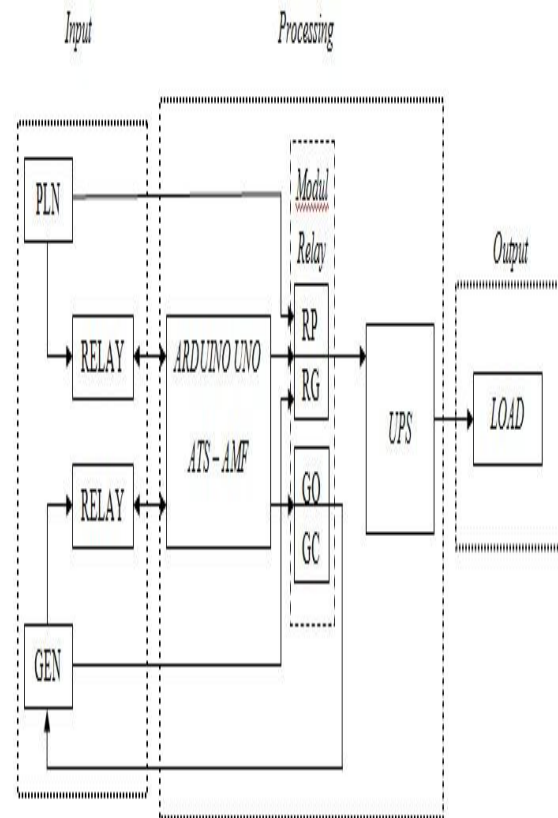 Input
Processing
PLN
Modul
Relay
Output
RELAY
ARDUINO UNO
ATS – AMF
RP
RG
UPS
LOAD
RELAY
GO
GC
GEN